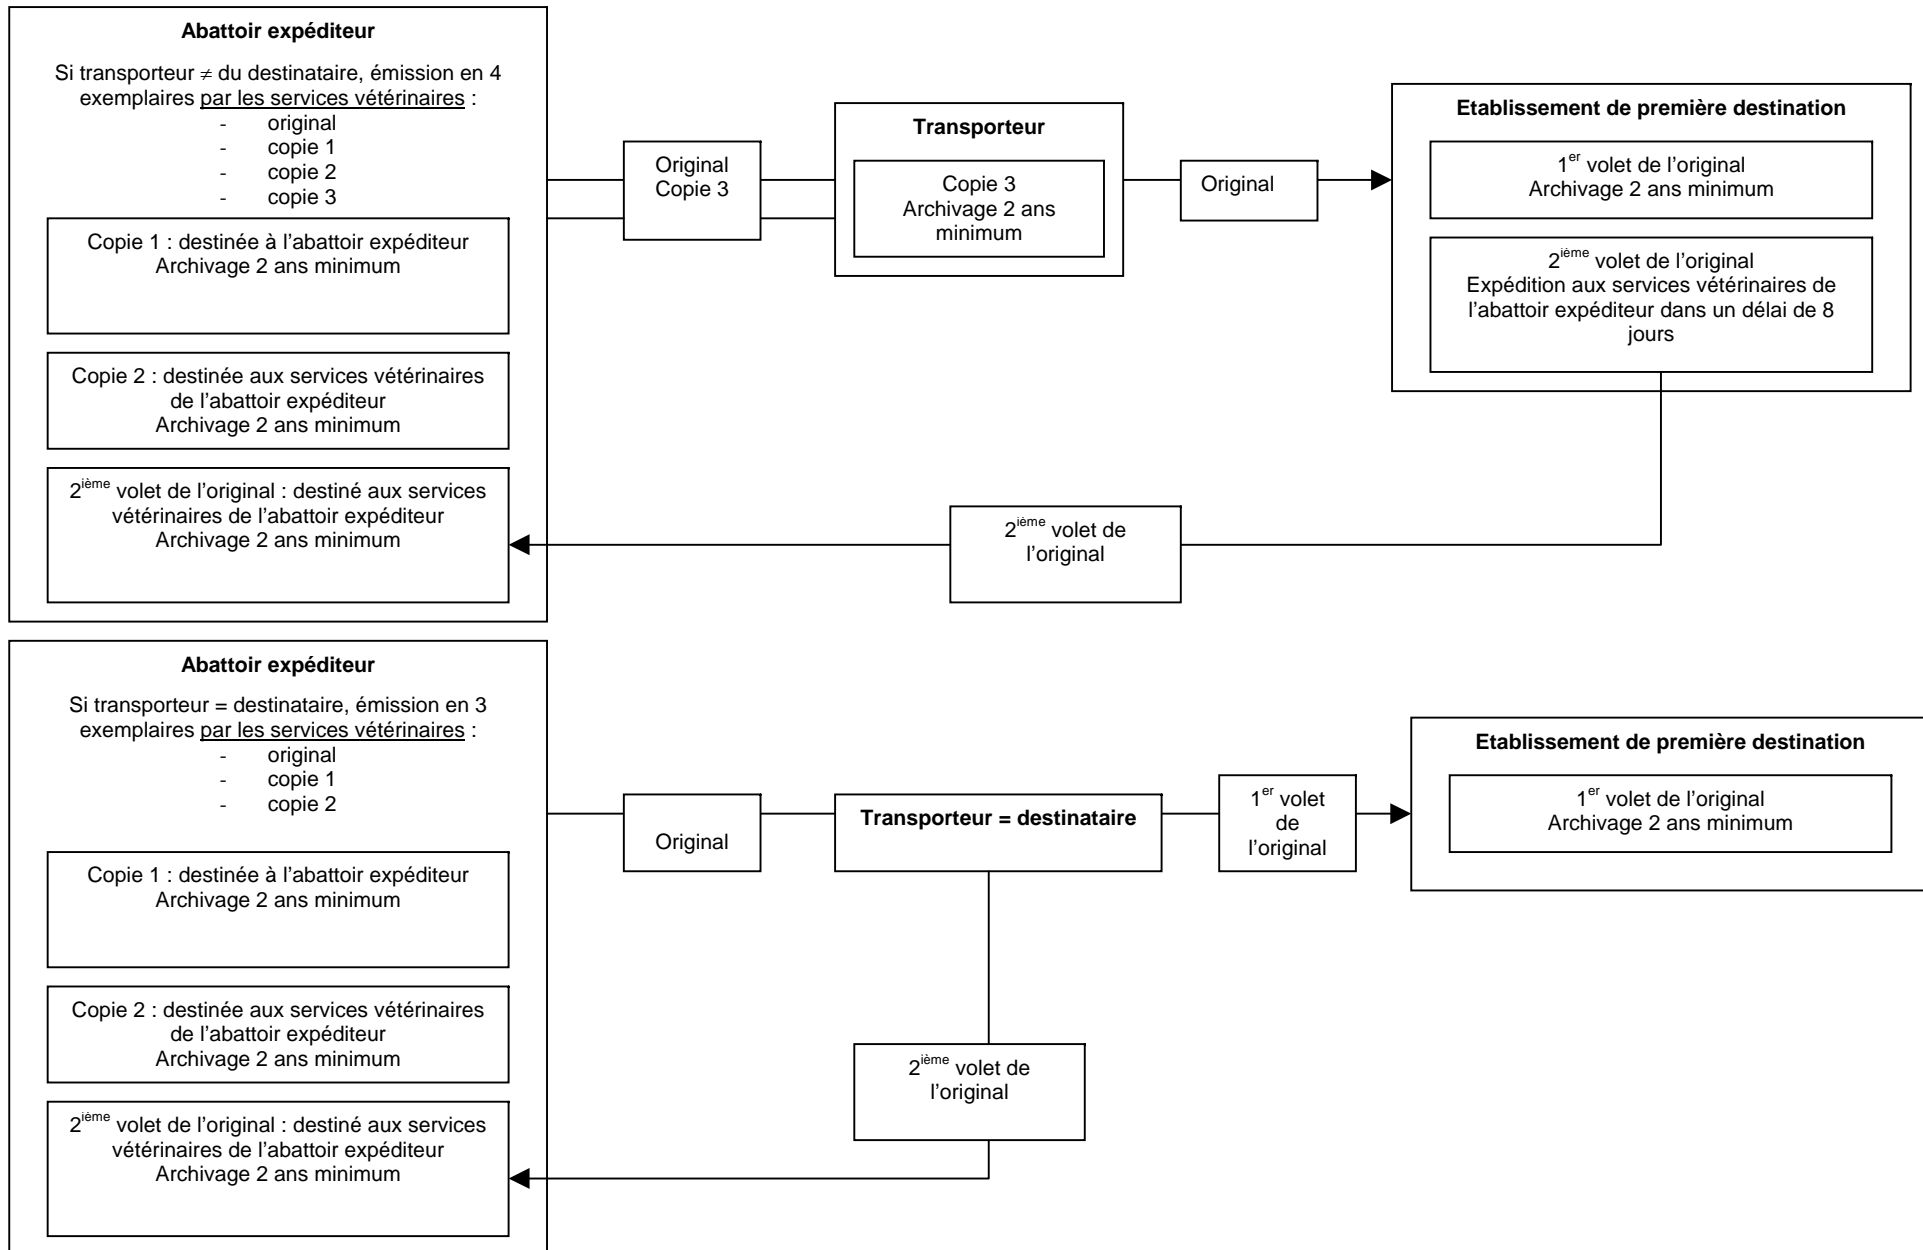 Abattoir expéditeur
Si transporteur ≠ du destinataire, émission en 4
exemplaires par les services vétérinaires :
- original
- copie 1
- copie 2
- copie 3
Copie 1 : destinée à l’abattoir expéditeur
Archivage 2 ans minimum
Copie 2 : destinée aux services vétérinaires
de l’abattoir expéditeur
Archivage 2 ans minimum
2ième volet de l’original : destiné aux services
vétérinaires de l’abattoir expéditeur
Archivage 2 ans minimum
Original
Copie 3
Transporteur
Copie 3
Archivage 2 ans
minimum
Original
Etablissement de première destination
1er volet de l’original
Archivage 2 ans minimum
2ième volet de l’original
Expédition aux services vétérinaires de
l’abattoir expéditeur dans un délai de 8
jours
2ième volet de
l’original
Abattoir expéditeur
Si transporteur = destinataire, émission en 3
exemplaires par les services vétérinaires :
- original
- copie 1
- copie 2
Copie 1 : destinée à l’abattoir expéditeur
Archivage 2 ans minimum
Copie 2 : destinée aux services vétérinaires
de l’abattoir expéditeur
Archivage 2 ans minimum
2ième volet de l’original : destiné aux services
vétérinaires de l’abattoir expéditeur
Archivage 2 ans minimum
Original
Transporteur = destinataire
1er volet
de
l’original
Etablissement de première destination
1er volet de l’original
Archivage 2 ans minimum
2ième volet de
l’original